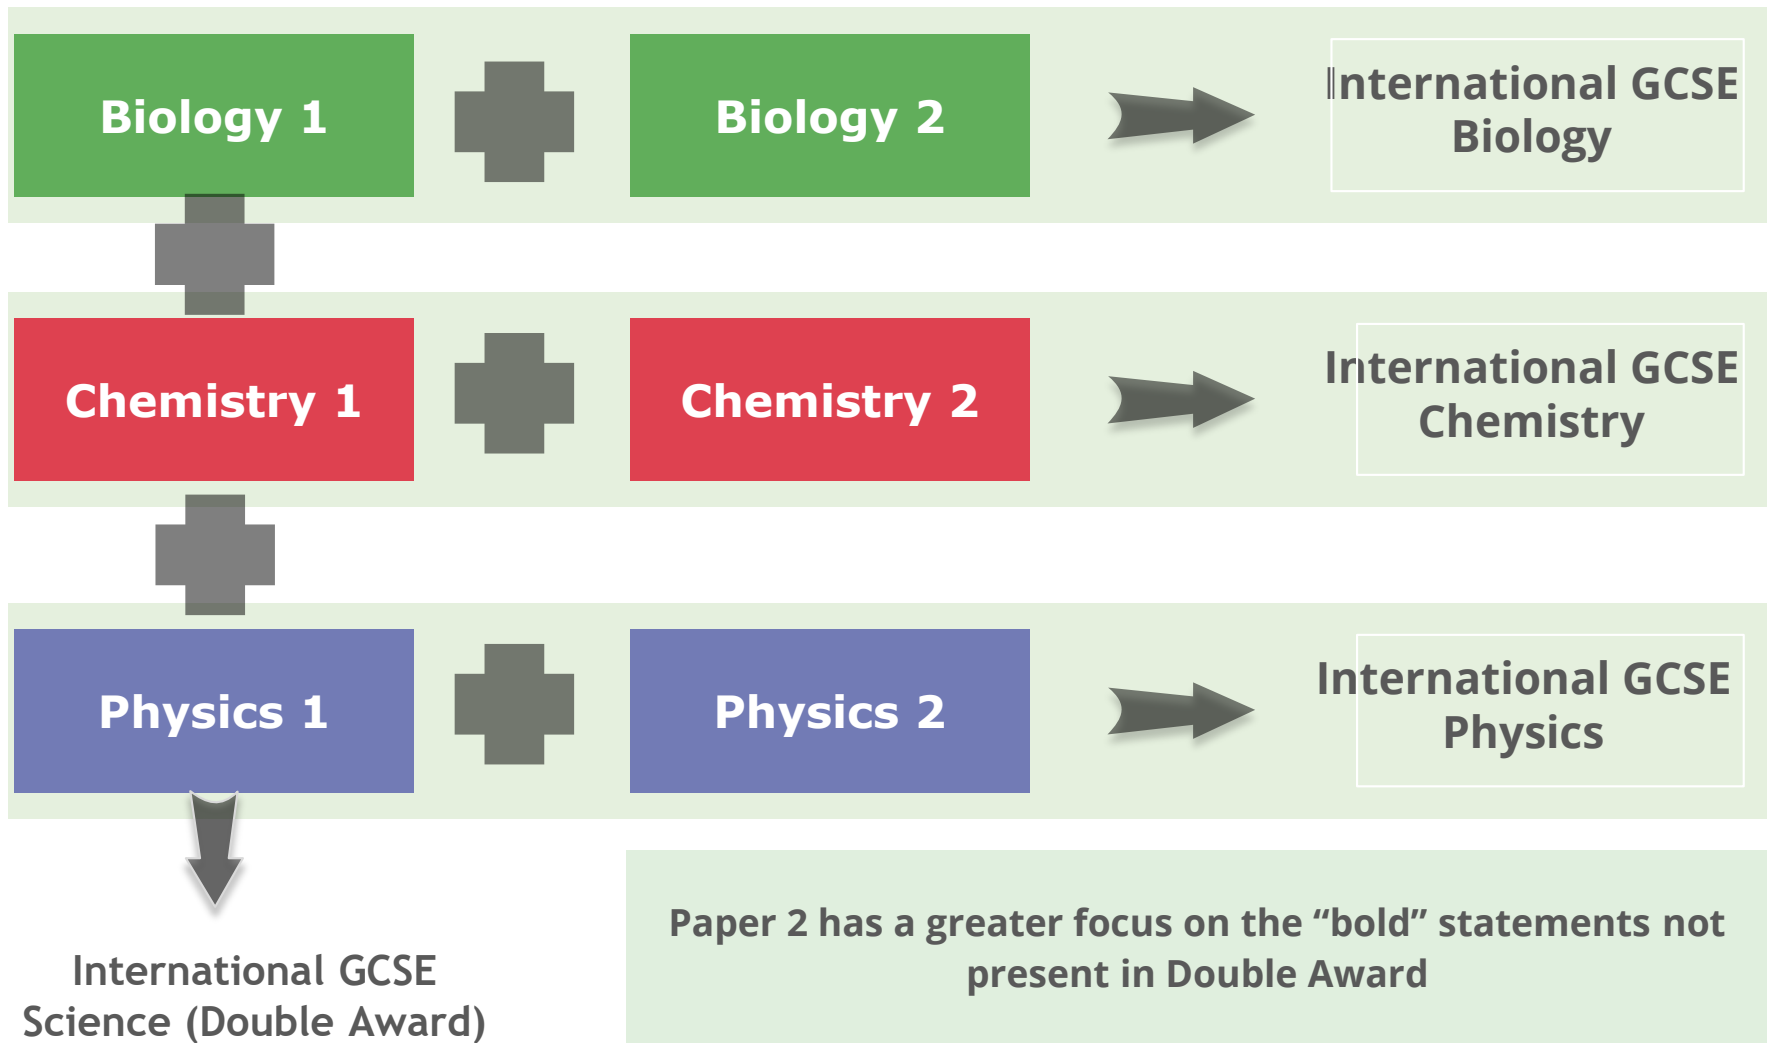 Biology 1
Biology 2
International GCSE
Biology
Chemistry 1
Chemistry 2
International GCSE
Chemistry
Physics 1
Physics 2
International GCSE
Physics
International GCSE
Science (Double Award)
Paper 2 has a greater focus on the “bold” statements not
present in Double Award